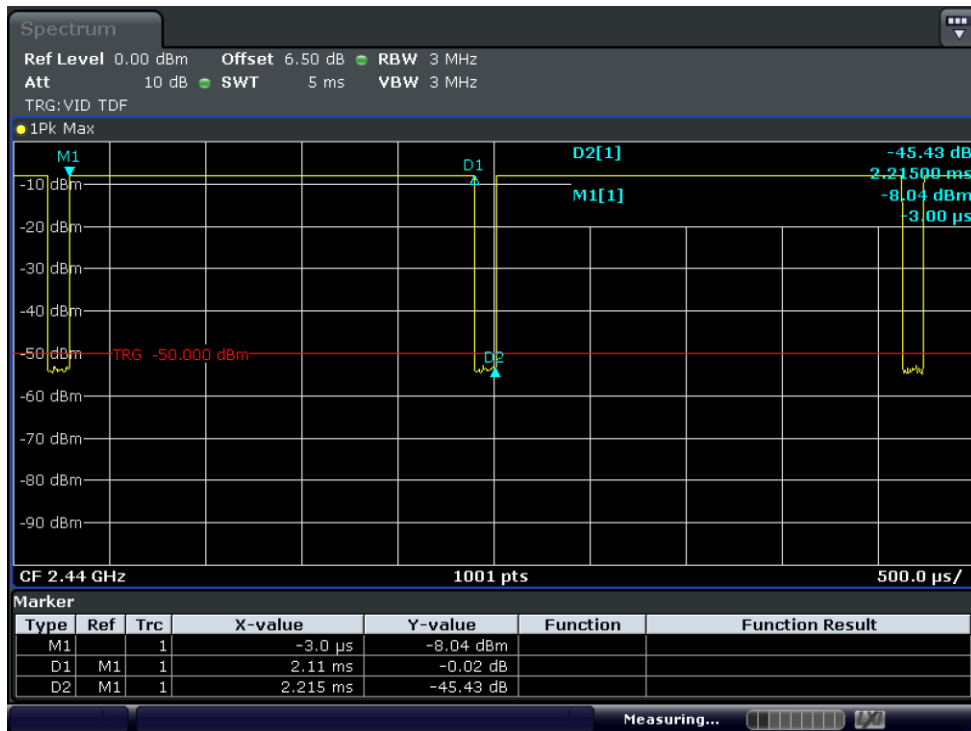 Spectrum
Ref Level 0.00 dBm Offset 6.50 dB RBW 3 MHz
Att 10 dB SWT 5 ms VBW 3 MHz
TRG:VID TDF
1Pk Max
M1 D1 D2[1] -45.43 dB
2.21500 ms
-10 dBm M1[1] -8.04 dBm
-3.00 µs
-20 dBm
-30 dBm
-40 dBm
-50 dBm TRG -50.000 dBm D2
-60 dBm
-70 dBm
-80 dBm
-90 dBm
CF 2.44 GHz 1001 pts 500.0 µs/
Marker
Type Ref Trc X-value Y-value Function Function Result
M1 1 -3.0 µs -8.04 dBm
D1 M1 1 2.11 ms -0.02 dB
D2 M1 1 2.215 ms -45.43 dB
Measuring...